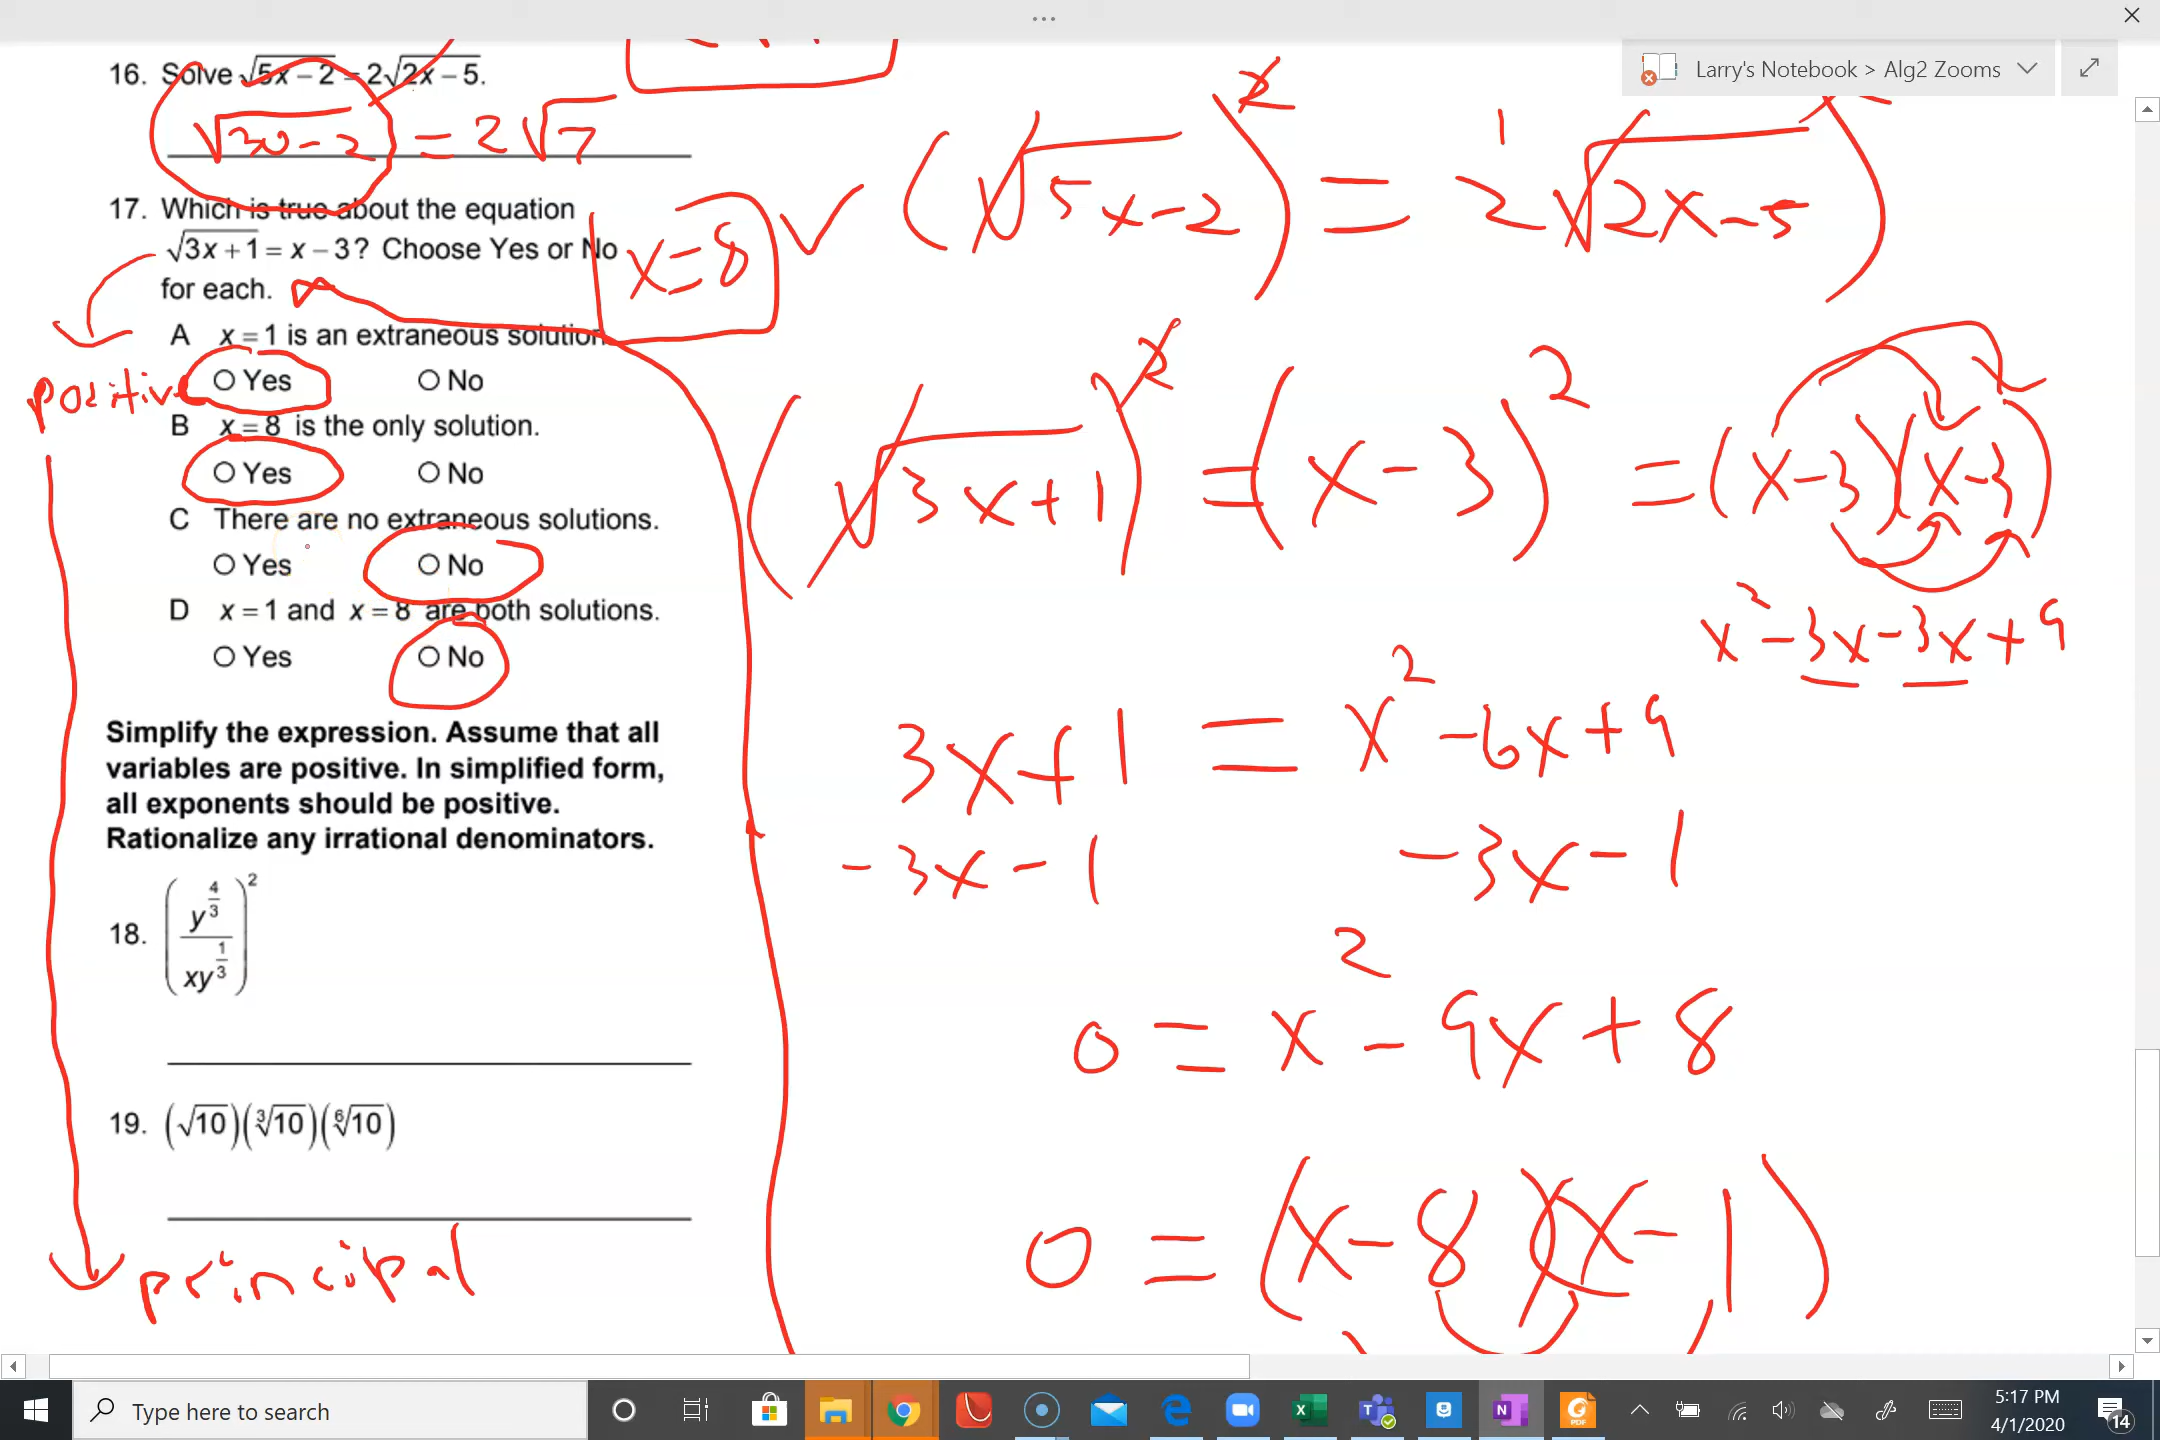 Larry's Notebook > Alg2 Zooms
16. Solve √5x − 2 = 2√2x − 5.
√30 − 2 = 2√7
17. Which is true about the equation
√3x + 1 = x − 3? Choose Yes or No
for each.
A x = 1 is an extraneous solution
Yes No
B x = 8 is the only solution.
Yes No
C There are no extraneous solutions.
Yes No
D x = 1 and x = 8 are both solutions.
Yes No
positive
x = 8
Simplify the expression. Assume that all
variables are positive. In simplified form,
all exponents should be positive.
Rationalize any irrational denominators.
18. (y^(4/3) / xy^(1/3))^2
19. (√10)(∛10)(⁶√10)
principal
(√5x − 2)^2 = 2√2x − 5)
1
(√3x + 1)^2 = (x − 3)^2 = (x − 3)(x − 3)
x² − 3x − 3x + 9
3x + 1 = x² − 6x + 9
− 3x − 1 − 3x − 1
0 = x² − 9x + 8
0 = (x − 8)(x − 1)
Type here to search
5:17 PM
4/1/2020
14